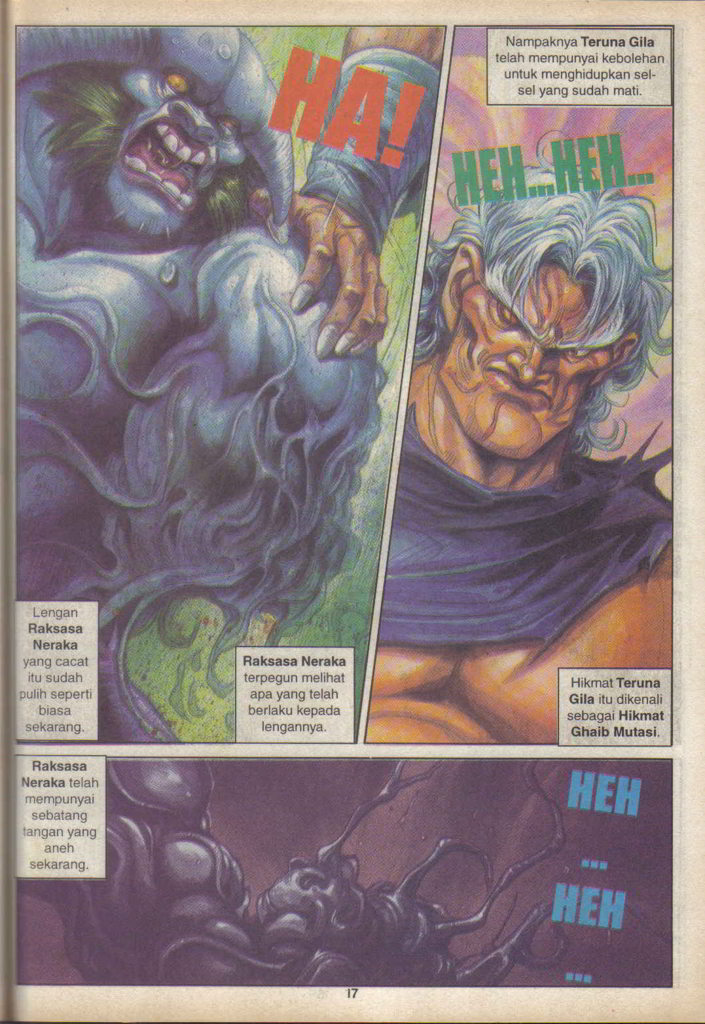 HA!
Lengan
Raksasa
Neraka
yang cacat
itu sudah
pulih seperti
biasa
sekarang.
Raksasa Neraka
terpegun melihat
apa yang telah
berlaku kepada
lengannya.
Nampaknya Teruna Gila
telah mempunyai kebolehan
untuk menghidupkan sel-
sel yang sudah mati.
HEH...HEH...
Hikmat Teruna
Gila itu dikenali
sebagai Hikmat
Ghaib Mutasi.
Raksasa
Neraka telah
mempunyai
sebatang
tangan yang
aneh
sekarang.
HEH
...
HEH
...
17